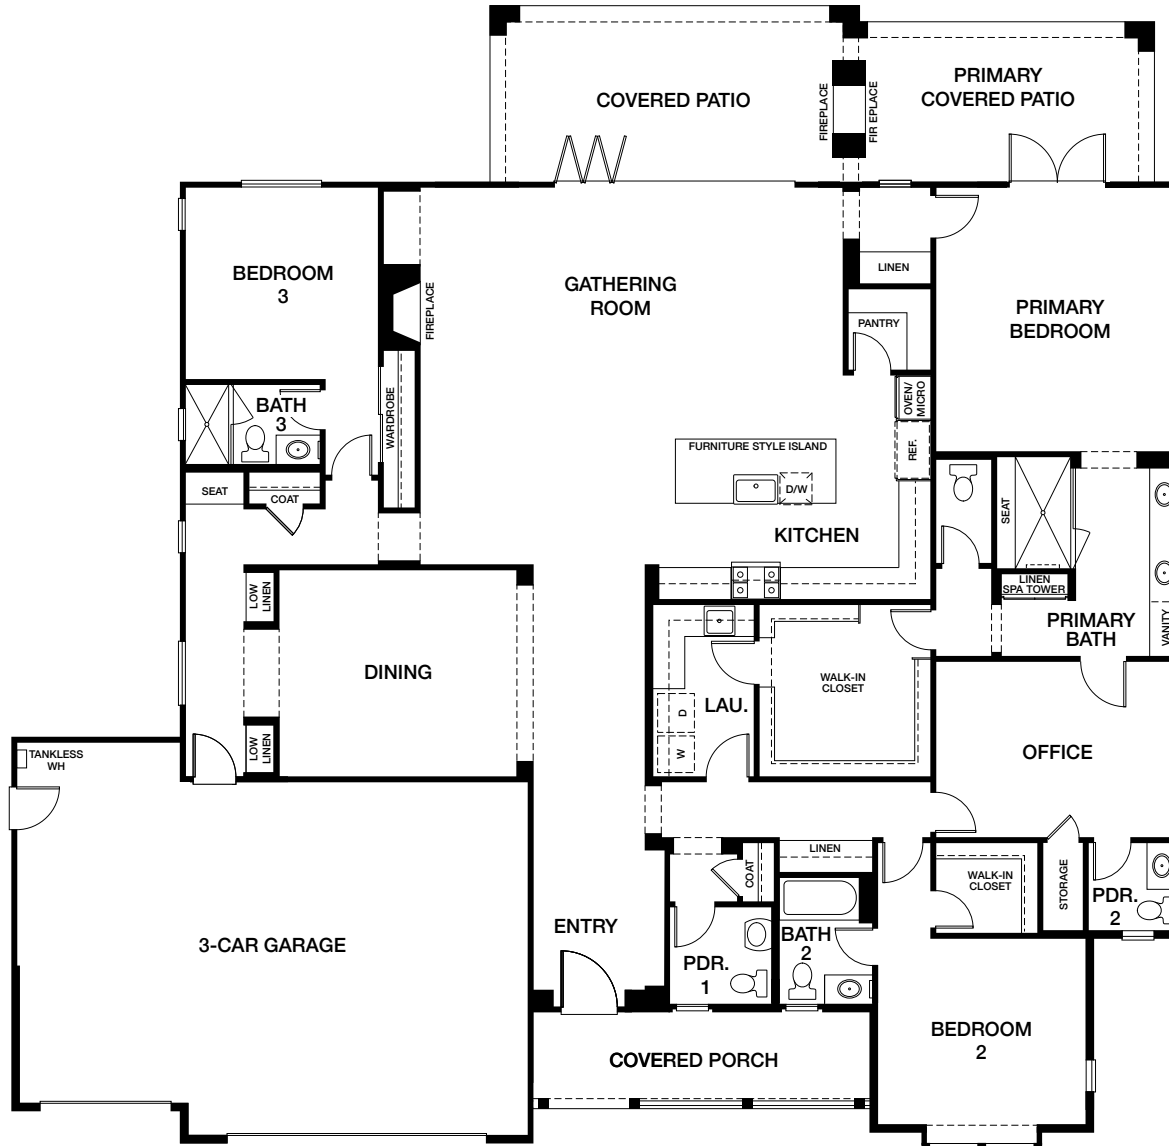 PRIMARY
COVERED PATIO
COVERED PATIO
FIREPLACE
FIR EPLACE
BEDROOM
3
GATHERING
ROOM
LINEN
FIREPLACE
PRIMARY
BEDROOM
PANTRY
OVEN/
MICRO
BATH
3
WARDROBE
FURNITURE STYLE ISLAND
REF.
D/W
SEAT
COAT
SEAT
KITCHEN
LOW
LINEN
LINEN
SPA TOWER
PRIMARY
BATH
VANITY
DINING
WALK-IN
CLOSET
LAU.
D
W
LOW
LINEN
TANKLESS
WH
OFFICE
LINEN
COAT
WALK-IN
CLOSET
STORAGE
PDR.
2
ENTRY
3-CAR GARAGE
BATH
2
PDR.
1
BEDROOM
2
COVERED PORCH